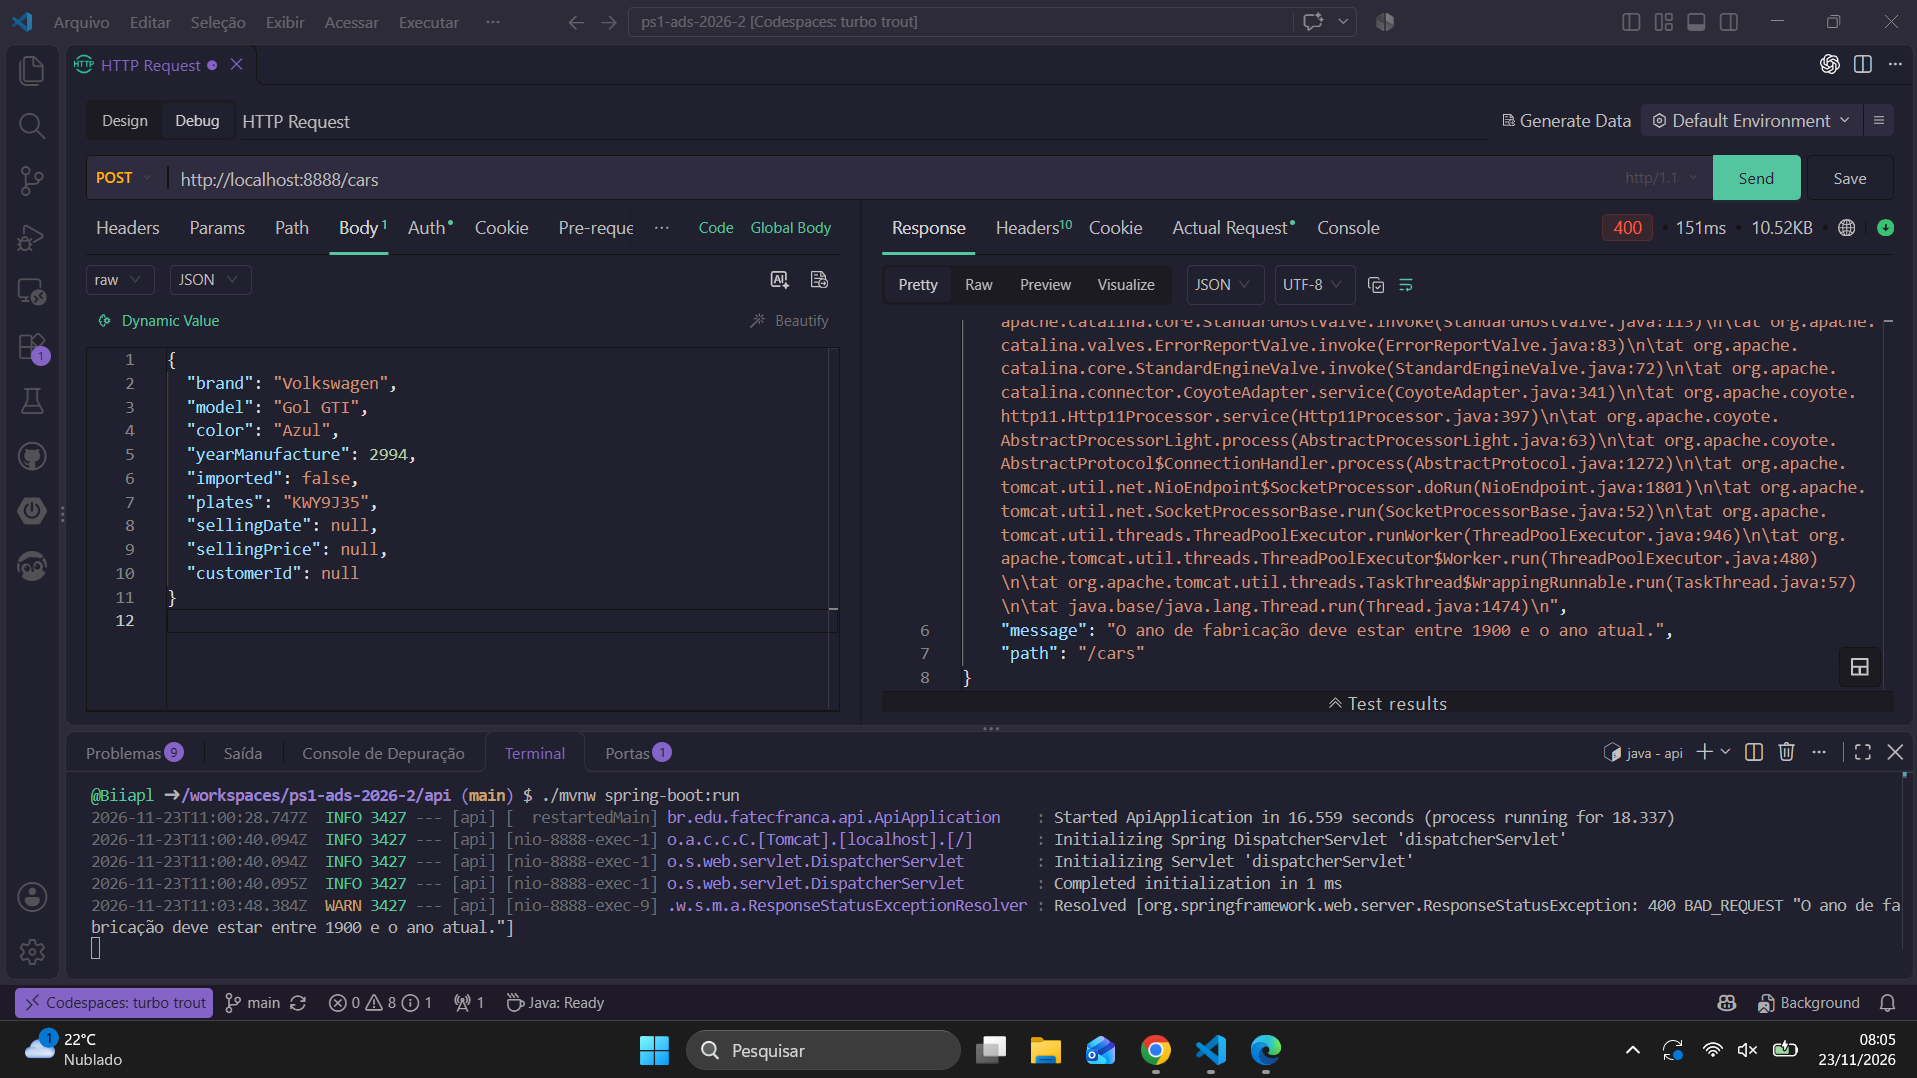 Arquivo Editar Seleção Exibir Acessar Executar ··· ps1-ads-2026-2 [Codespaces: turbo trout]
HTTP HTTP Request
Design Debug HTTP Request Generate Data Default Environment
POST http://localhost:8888/cars http/1.1 Send Save
Headers Params Path Body 1 Auth Cookie Pre-reque ··· Code Global Body
raw JSON AI
Dynamic Value Beautify
1 {
2 "brand": "Volkswagen",
3 "model": "Gol GTI",
4 "color": "Azul",
5 "yearManufacture": 2994,
6 "imported": false,
7 "plates": "KWY9J35",
8 "sellingDate": null,
9 "sellingPrice": null,
10 "customerId": null
11 }
12
Response Headers 10 Cookie Actual Request Console 400 151ms 10.52KB
Pretty Raw Preview Visualize JSON UTF-8
apache.catalina.core.StandardHostValve.invoke(StandardHostValve.java:113)\n\tat org.apache.
catalina.valves.ErrorReportValve.invoke(ErrorReportValve.java:83)\n\tat org.apache.
catalina.core.StandardEngineValve.invoke(StandardEngineValve.java:72)\n\tat org.apache.
catalina.connector.CoyoteAdapter.service(CoyoteAdapter.java:341)\n\tat org.apache.coyote.
http11.Http11Processor.service(Http11Processor.java:397)\n\tat org.apache.coyote.
AbstractProcessorLight.process(AbstractProcessorLight.java:63)\n\tat org.apache.coyote.
AbstractProtocol$ConnectionHandler.process(AbstractProtocol.java:1272)\n\tat org.apache.
tomcat.util.net.NioEndpoint$SocketProcessor.doRun(NioEndpoint.java:1801)\n\tat org.apache.
tomcat.util.net.SocketProcessorBase.run(SocketProcessorBase.java:52)\n\tat org.apache.
tomcat.util.threads.ThreadPoolExecutor.runWorker(ThreadPoolExecutor.java:946)\n\tat org.
apache.tomcat.util.threads.ThreadPoolExecutor$Worker.run(ThreadPoolExecutor.java:480)
\n\tat org.apache.tomcat.util.threads.TaskThread$WrappingRunnable.run(TaskThread.java:57)
\n\tat java.base/java.lang.Thread.run(Thread.java:1474)\n",
6 "message": "O ano de fabricação deve estar entre 1900 e o ano atual.",
7 "path": "/cars"
8 }
Test results
Problemas 9 Saída Console de Depuração Terminal Portas 1 java - api
@Biiapl ➜/workspaces/ps1-ads-2026-2/api (main) $ ./mvnw spring-boot:run
2026-11-23T11:00:28.747Z INFO 3427 --- [api] [ restartedMain] br.edu.fatecfranca.api.ApiApplication : Started ApiApplication in 16.559 seconds (process running for 18.337)
2026-11-23T11:00:40.094Z INFO 3427 --- [api] [nio-8888-exec-1] o.a.c.c.C.[Tomcat].[localhost].[/] : Initializing Spring DispatcherServlet 'dispatcherServlet'
2026-11-23T11:00:40.094Z INFO 3427 --- [api] [nio-8888-exec-1] o.s.web.servlet.DispatcherServlet : Initializing Servlet 'dispatcherServlet'
2026-11-23T11:00:40.095Z INFO 3427 --- [api] [nio-8888-exec-1] o.s.web.servlet.DispatcherServlet : Completed initialization in 1 ms
2026-11-23T11:03:48.384Z WARN 3427 --- [api] [nio-8888-exec-9] .w.s.m.a.ResponseStatusExceptionResolver : Resolved [org.springframework.web.server.ResponseStatusException: 400 BAD_REQUEST "O ano de fa
bricação deve estar entre 1900 e o ano atual."]
Codespaces: turbo trout main 0 8 1 1 Java: Ready Background
1 22°C
Nublado
Pesquisar
08:05
23/11/2026
1